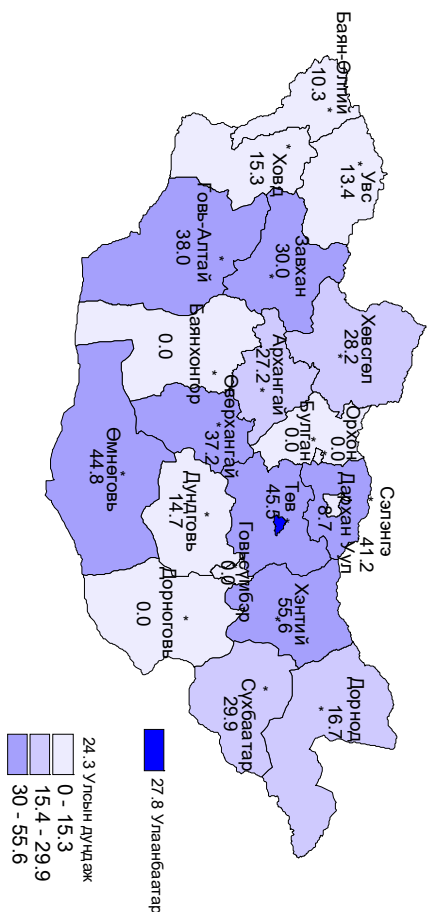 Баян-Өлгий
10.3
Увс
13.4
Ховд
15.3
Говь-Алтай
38.0
Завхан
30.0
Хөвсгөл
28.2
Баянхонгор
0.0
Архангай
27.2
Өвөрхангай
37.2
Булган
0.0
Орхон
0.0
Сэлэнгэ
41.2
Дархан Уул
8.7
Төв
45.5
Өмнөговь
44.8
Дундговь
14.7
Говьсүмбэр
0.0
Дорноговь
0.0
Хэнтий
55.6
Дорнод
16.7
Сүхбаатар
29.9
27.8 Улаанбаатар
24.3 Улсын дундаж
0 - 15.3
15.4 - 29.9
30 - 55.6